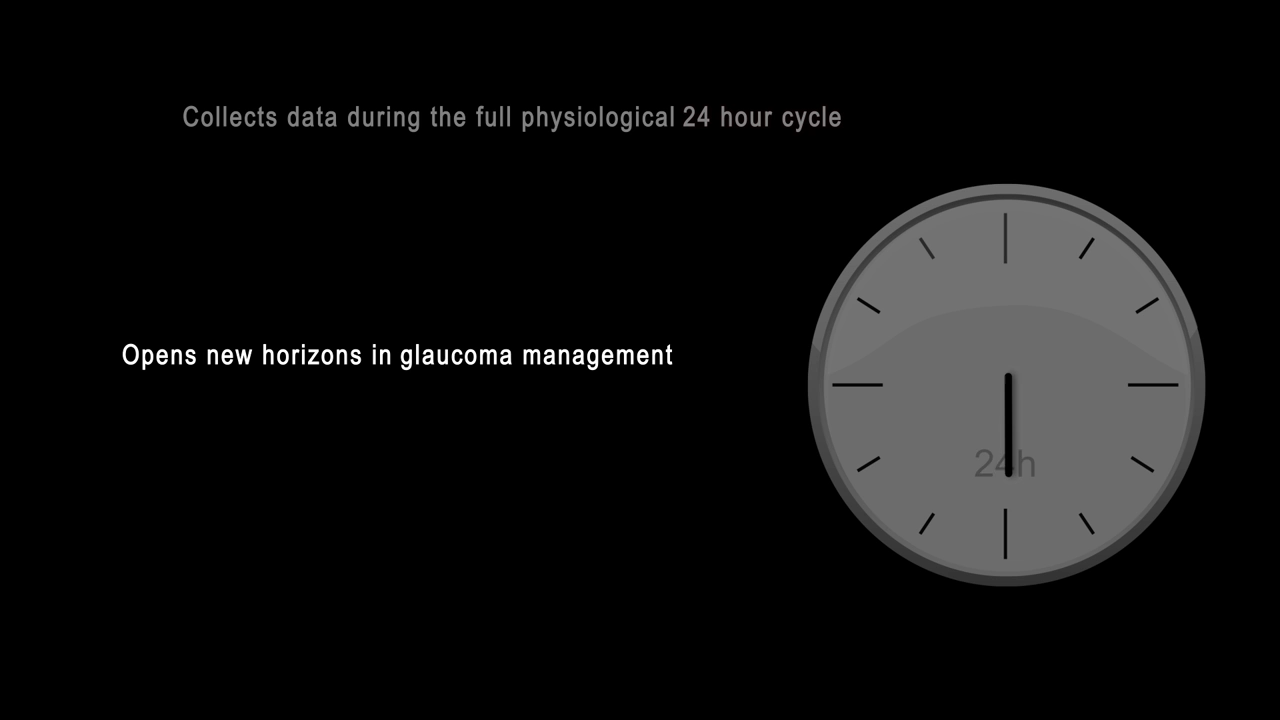 Collects data during the full physiological 24 hour cycle
Opens new horizons in glaucoma management
24h